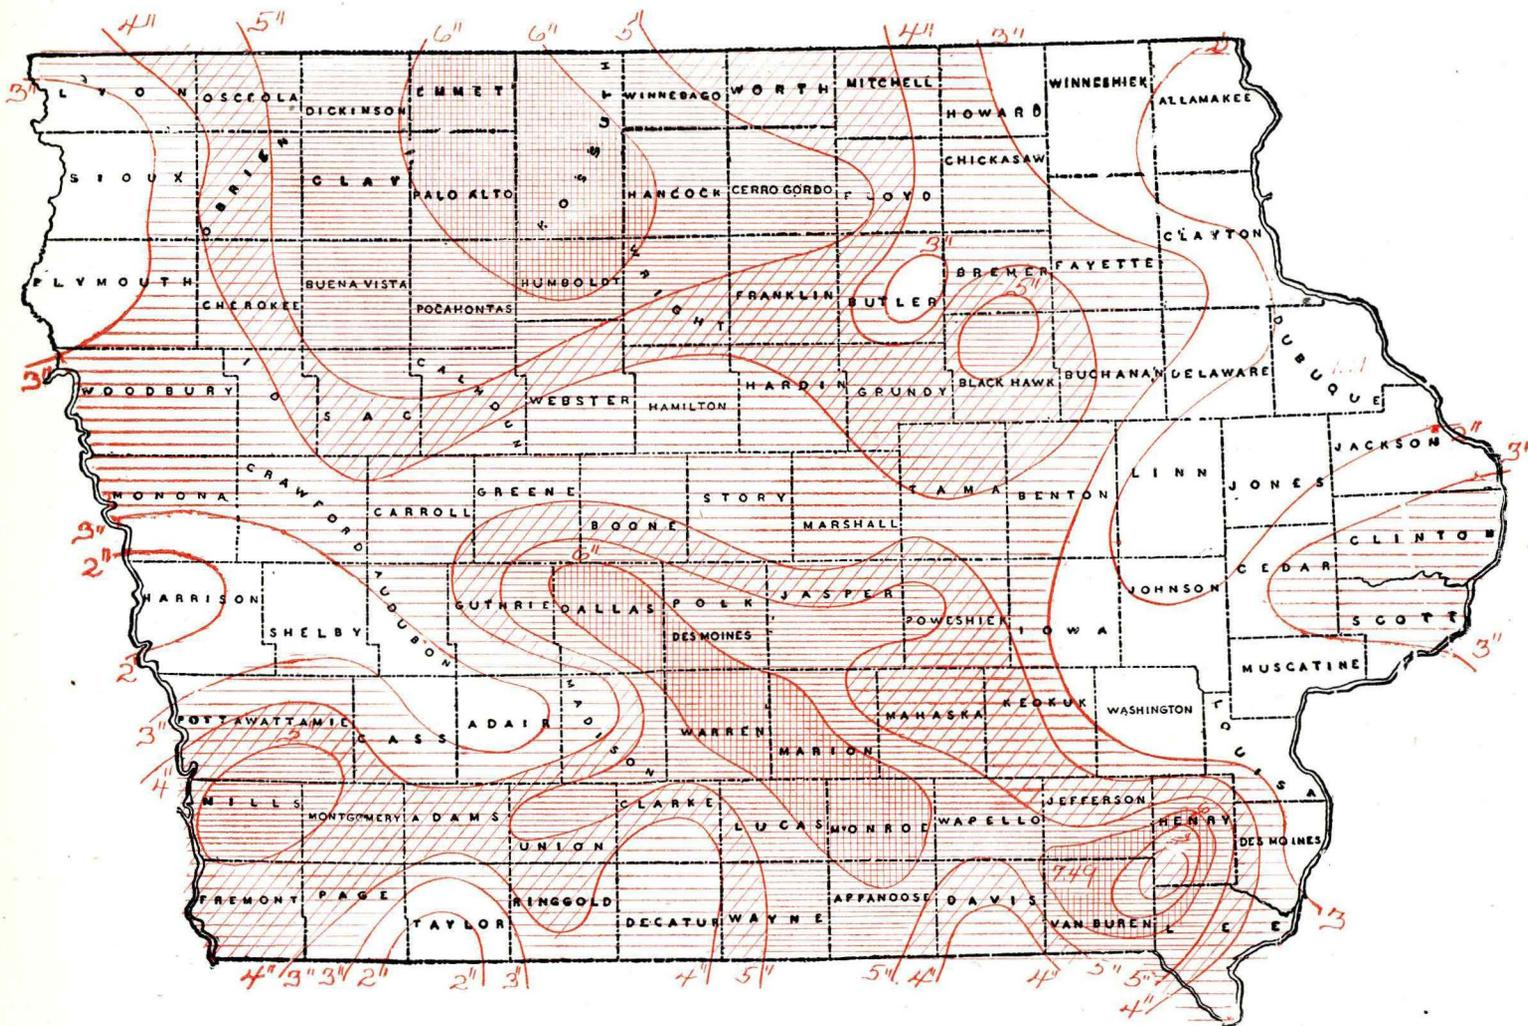 4" 5" 6" 6" 5" 4" 3" 2"
3" LYON OSCEOLA DICKINSON EMMET WINNEBAGO WORTH MITCHELL HOWARD WINNESHIEK ALLAMAKEE
SIOUX OBRIEN CLAY PALO ALTO KOSSUTH HANCOCK CERRO GORDO FLOYD CHICKASAW
CLAYTON
PLYMOUTH CHEROKEE BUENA VISTA POCAHONTAS HUMBOLDT WRIGHT FRANKLIN BUTLER 3" BREMER 5" FAYETTE
3" WOODBURY IDA SAC CALHOUN WEBSTER HAMILTON HARDIN GRUNDY BLACK HAWK BUCHANAN DELAWARE DUBUQUE
MONONA CRAWFORD CARROLL GREENE BOONE STORY MARSHALL TAMA BENTON LINN JONES JACKSON 3"
3"
2" HARRISON SHELBY AUDUBON GUTHRIE 6" DALLAS POLK JASPER POWESHIEK IOWA JOHNSON CEDAR CLINTON
DES MOINES SCOTT
2" MUSCATINE 3"
3" POTTAWATTAMIE 5" CASS ADAIR MADISON WARREN MARION MAHASKA KEOKUK WASHINGTON LOUISA
4" MILLS MONTGOMERY ADAMS UNION CLARKE LUCAS MONROE WAPELLO JEFFERSON HENRY DES MOINES
7.49
FREMONT PAGE TAYLOR RINGGOLD DECATUR WAYNE APPANOOSE DAVIS VAN BUREN LEE 3
4" 3" 3" 2" 2" 3" 4" 5" 5" 4" 4" 5" 5"
4"